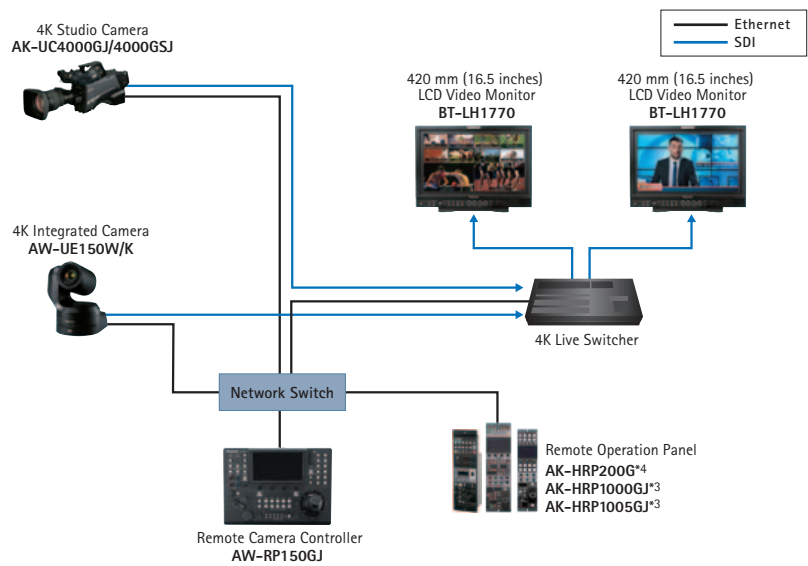 Ethernet
SDI
4K Studio Camera
AK-UC4000GJ/4000GSJ
420 mm (16.5 inches)
LCD Video Monitor
BT-LH1770
420 mm (16.5 inches)
LCD Video Monitor
BT-LH1770
4K Integrated Camera
AW-UE150W/K
4K Live Switcher
Network Switch
Remote Operation Panel
AK-HRP200G*4
AK-HRP1000GJ*3
AK-HRP1005GJ*3
Remote Camera Controller
AW-RP150GJ